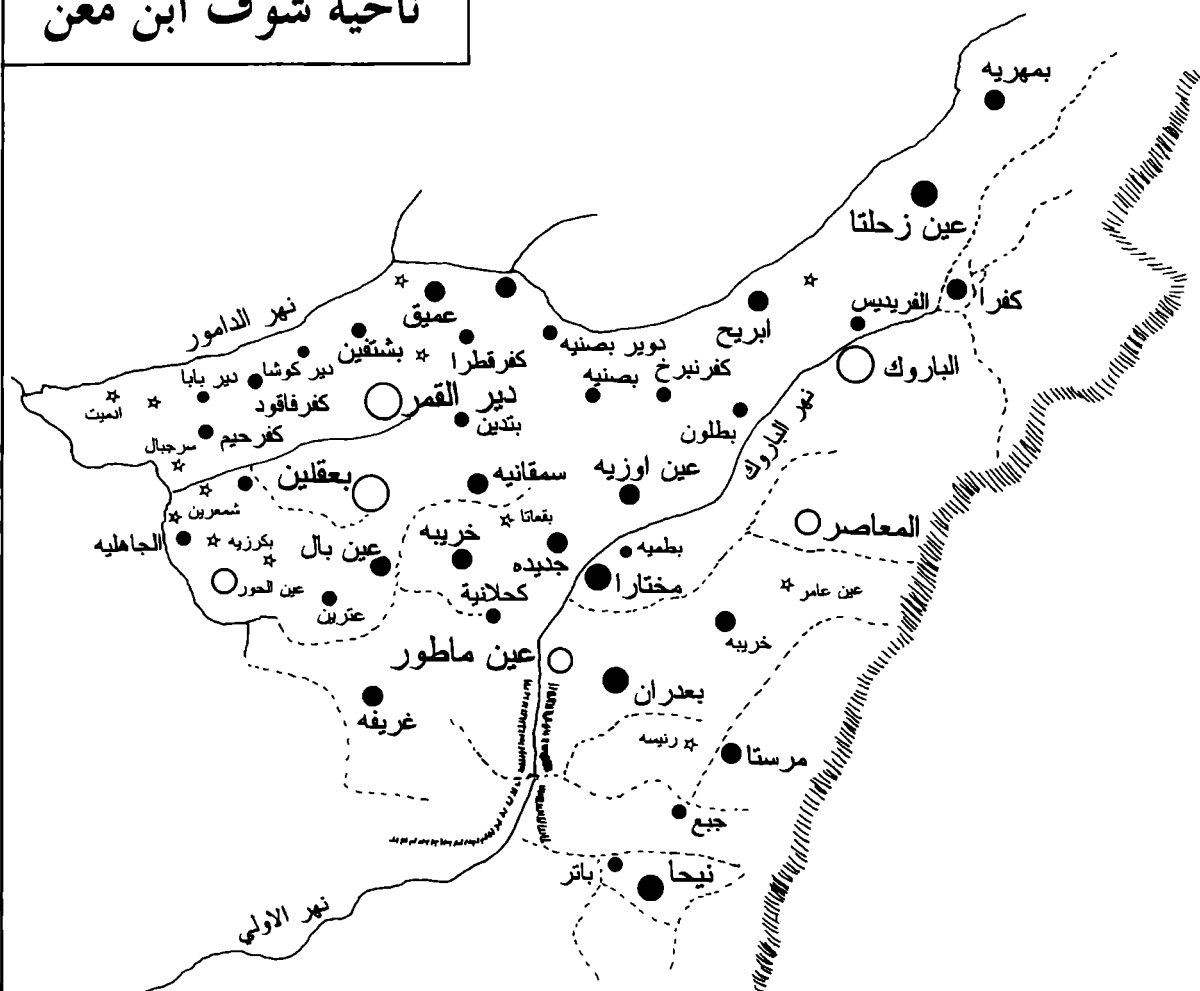 ناحية شوف ابن معن
بمهريه
عين زحلتا
كفرا
الفريديس
الباروك
ابريح
نهر الدامور
عميق
دوير بصنيه
كفرقطرا
بشتفين
دير كوشا
دير بابا
كفرنبرخ
بصنيه
دير القمر
كفرفاقود
ادميت
بتدين
بطلون
نهر الباروك
كفرحيم
سرجبال
بعقلين
سمقانيه
عين اوزيه
شمعرين
بقعاتا
المعاصر
الجاهليه
بكرزيه
عين بال
خريبه
جديده
بطميه
مختارا
عين عامر
عين الحور
عترين
كحلانية
خريبه
عين ماطور
بعدران
غريفه
رنيسه
مرستا
جبع
باتر
نيحا
نهر الاولي